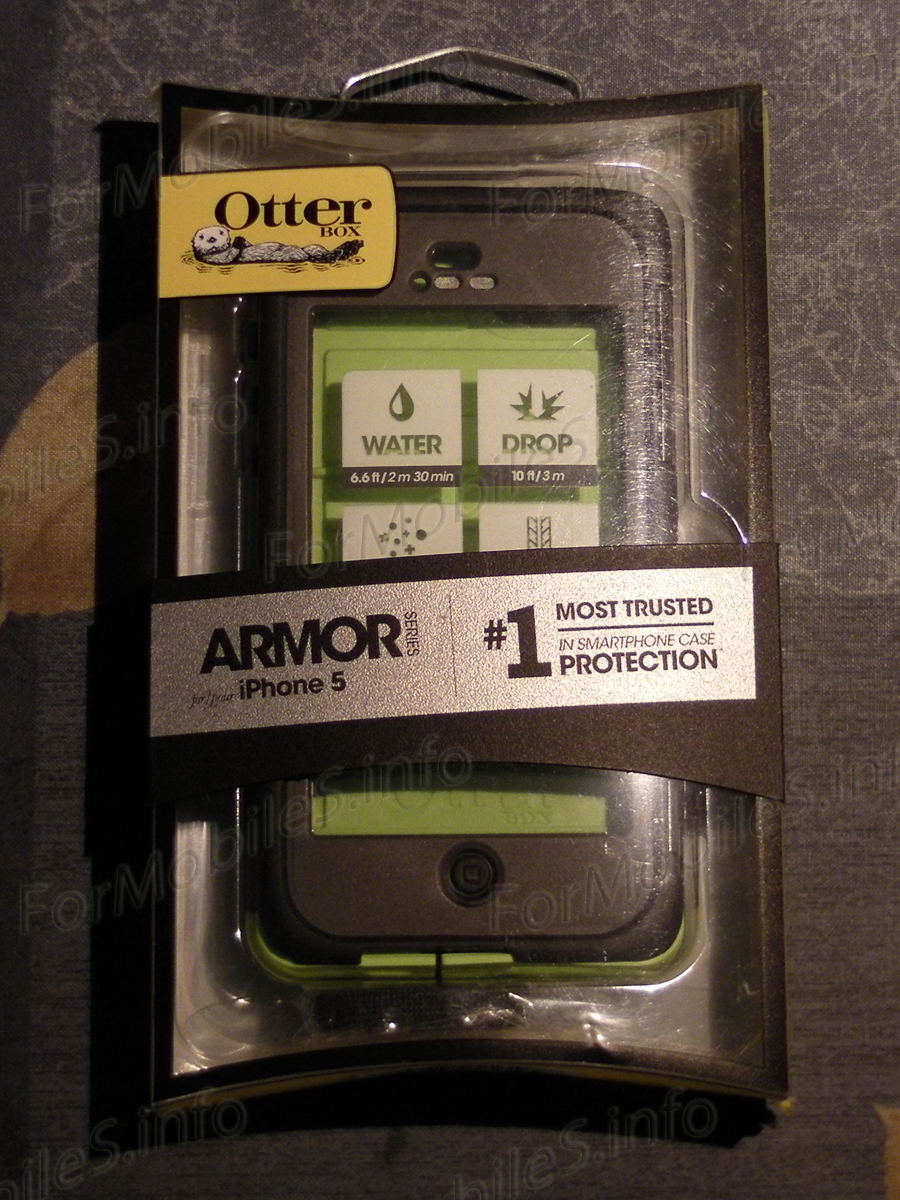 Otter
BOX
WATER
6.6 ft / 2 m 30 min
DROP
10 ft / 3 m
ARMOR
SERIES
iPhone 5
#1
MOST TRUSTED
IN SMARTPHONE CASE
PROTECTION
Otter
ForMobileS.info